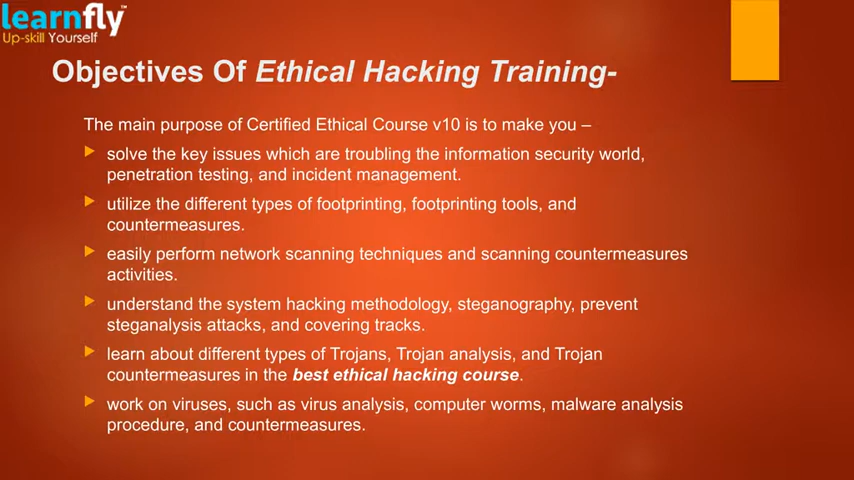 learnfly™
Up-skill Yourself
Objectives Of Ethical Hacking Training-
The main purpose of Certified Ethical Course v10 is to make you –
solve the key issues which are troubling the information security world,
penetration testing, and incident management.
utilize the different types of footprinting, footprinting tools, and
countermeasures.
easily perform network scanning techniques and scanning countermeasures
activities.
understand the system hacking methodology, steganography, prevent
steganalysis attacks, and covering tracks.
learn about different types of Trojans, Trojan analysis, and Trojan
countermeasures in the best ethical hacking course.
work on viruses, such as virus analysis, computer worms, malware analysis
procedure, and countermeasures.